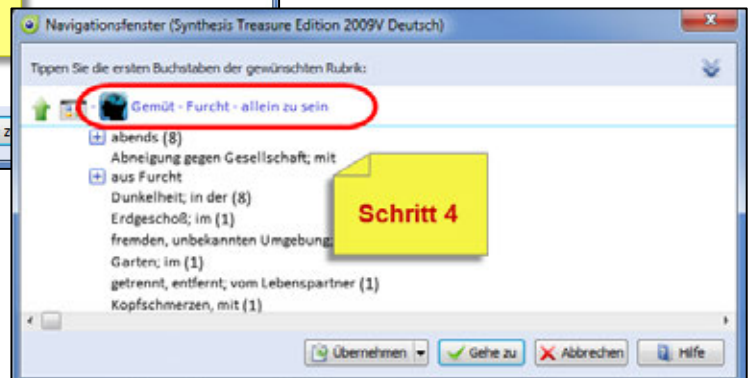 Navigationsfenster (Synthesis Treasure Edition 2009V Deutsch)
Tippen Sie die ersten Buchstaben der gewünschten Rubrik:
- Gemüt - Furcht - allein zu sein
abends (8)
Abneigung gegen Gesellschaft; mit
aus Furcht
Dunkelheit; in der (8)
Erdgeschoß; im (1)
fremden, unbekannten Umgebung;
Garten; im (1)
getrennt, entfernt; vom Lebenspartner (1)
Kopfschmerzen, mit (1)
Schritt 4
z
Übernehmen
Gehe zu
Abbrechen
Hilfe